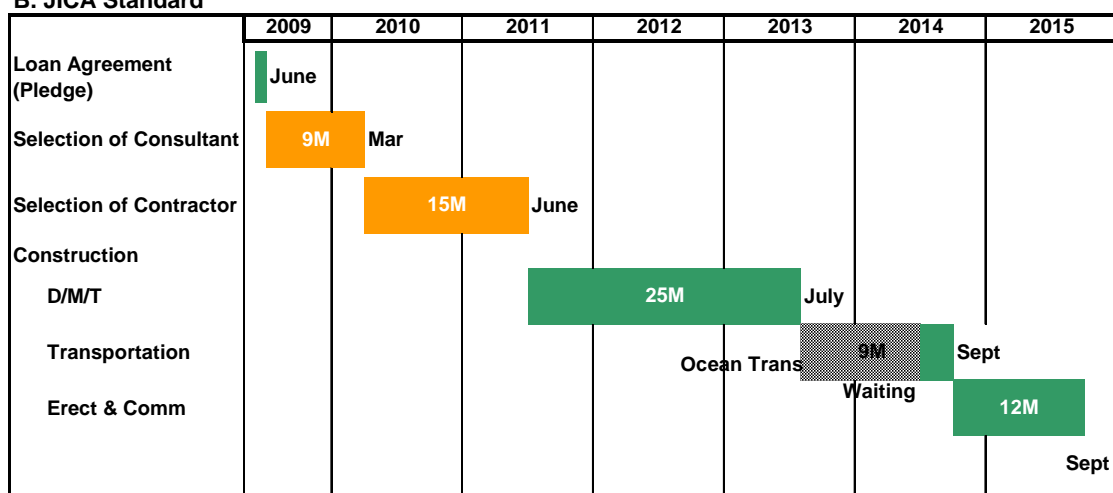 B. JICA Standard
2009 2010 2011 2012 2013 2014 2015
Loan Agreement
(Pledge)
June
Selection of Consultant 9M Mar
Selection of Contractor 15M June
Construction
D/M/T 25M July
Transportation 9M Sept
Ocean Trans
Waiting
Erect & Comm 12M
Sept